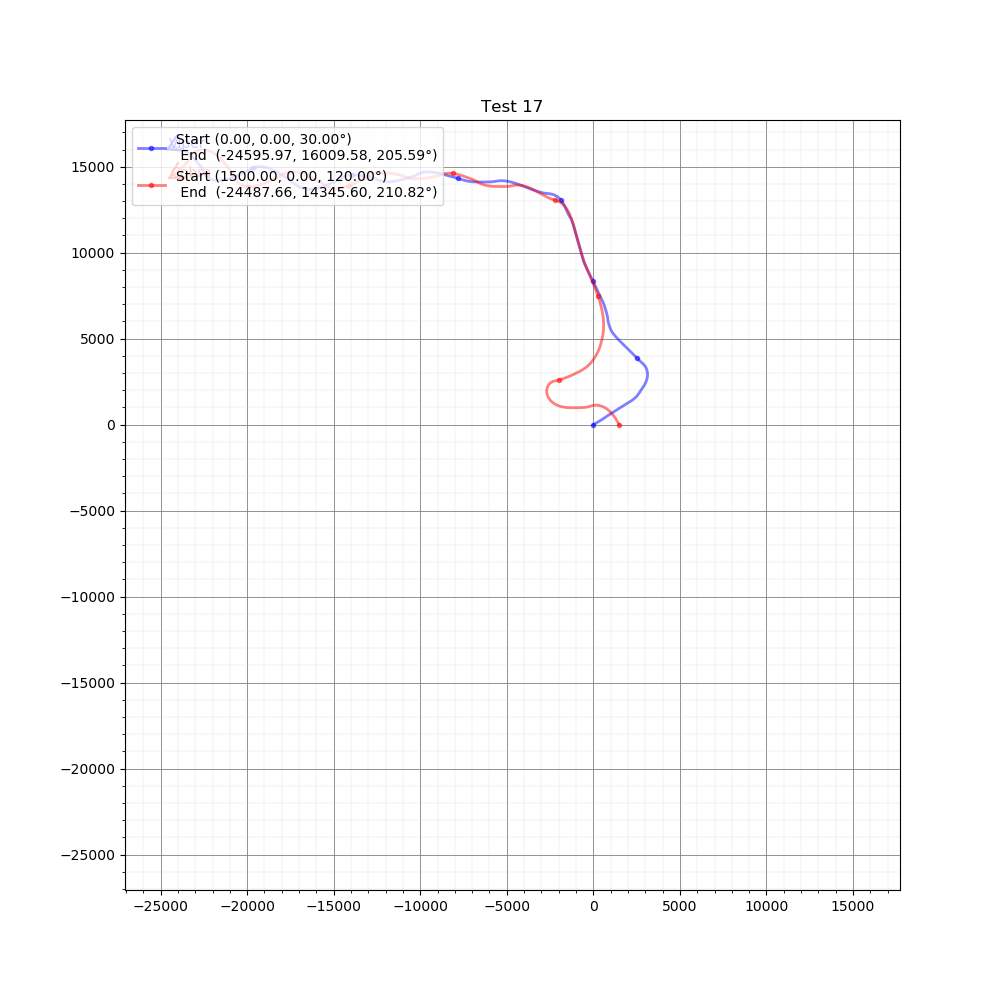 Test 17
Start (0.00, 0.00, 30.00°)
End (-24595.97, 16009.58, 205.59°)
Start (1500.00, 0.00, 120.00°)
End (-24487.66, 14345.60, 210.82°)
15000
10000
5000
0
−5000
−10000
−15000
−20000
−25000
−25000 −20000 −15000 −10000 −5000 0 5000 10000 15000